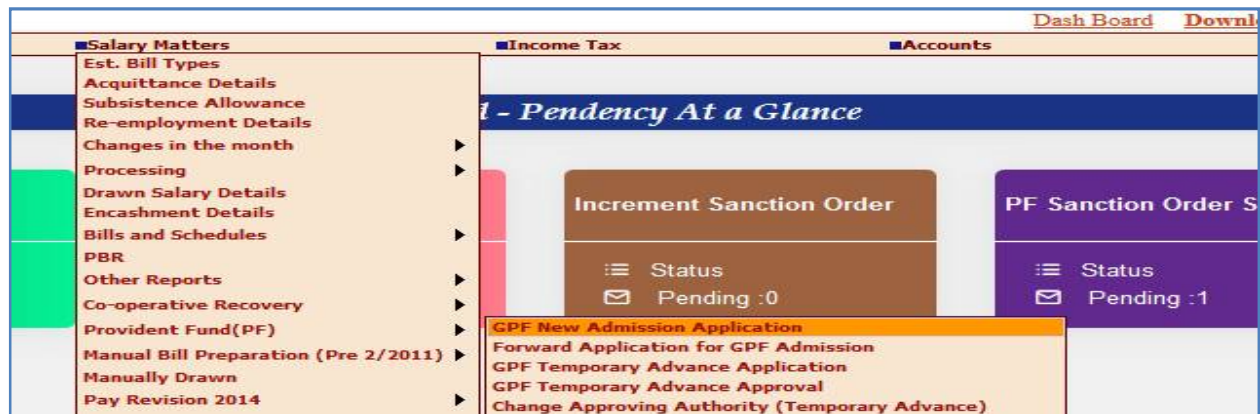 Dash Board Downl
Salary Matters Income Tax Accounts
Est. Bill Types
Acquittance Details
Subsistence Allowance
Re-employment Details
Changes in the month
Processing
Drawn Salary Details
Encashment Details
Bills and Schedules
PBR
Other Reports
Co-operative Recovery
Provident Fund(PF)
Manual Bill Preparation (Pre 2/2011)
Manually Drawn
Pay Revision 2014
- Pendency At a Glance
Increment Sanction Order
Status
Pending :0
PF Sanction Order S
Status
Pending :1
GPF New Admission Application
Forward Application for GPF Admission
GPF Temporary Advance Application
GPF Temporary Advance Approval
Change Approving Authority (Temporary Advance)